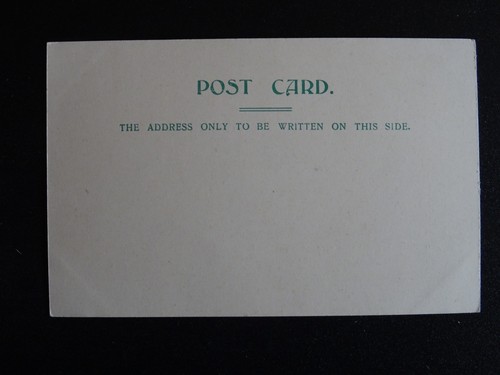 POST CARD.
THE ADDRESS ONLY TO BE WRITTEN ON THIS SIDE.